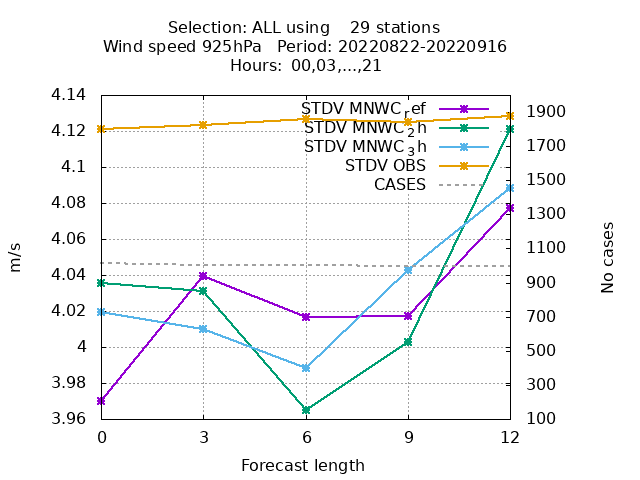 Selection: ALL using    29 stations
Wind speed 925hPa   Period: 20220822-20220916
Hours: 00,03,...,21
4.14
4.12
4.1
4.08
4.06
4.04
4.02
4
3.98
3.96
m/s
STDV MNWC_ref
STDV MNWC_2h
STDV MNWC_3h
STDV OBS
CASES
1900
1700
1500
1300
1100
900
700
500
300
100
No cases
0 3 6 9 12
Forecast length